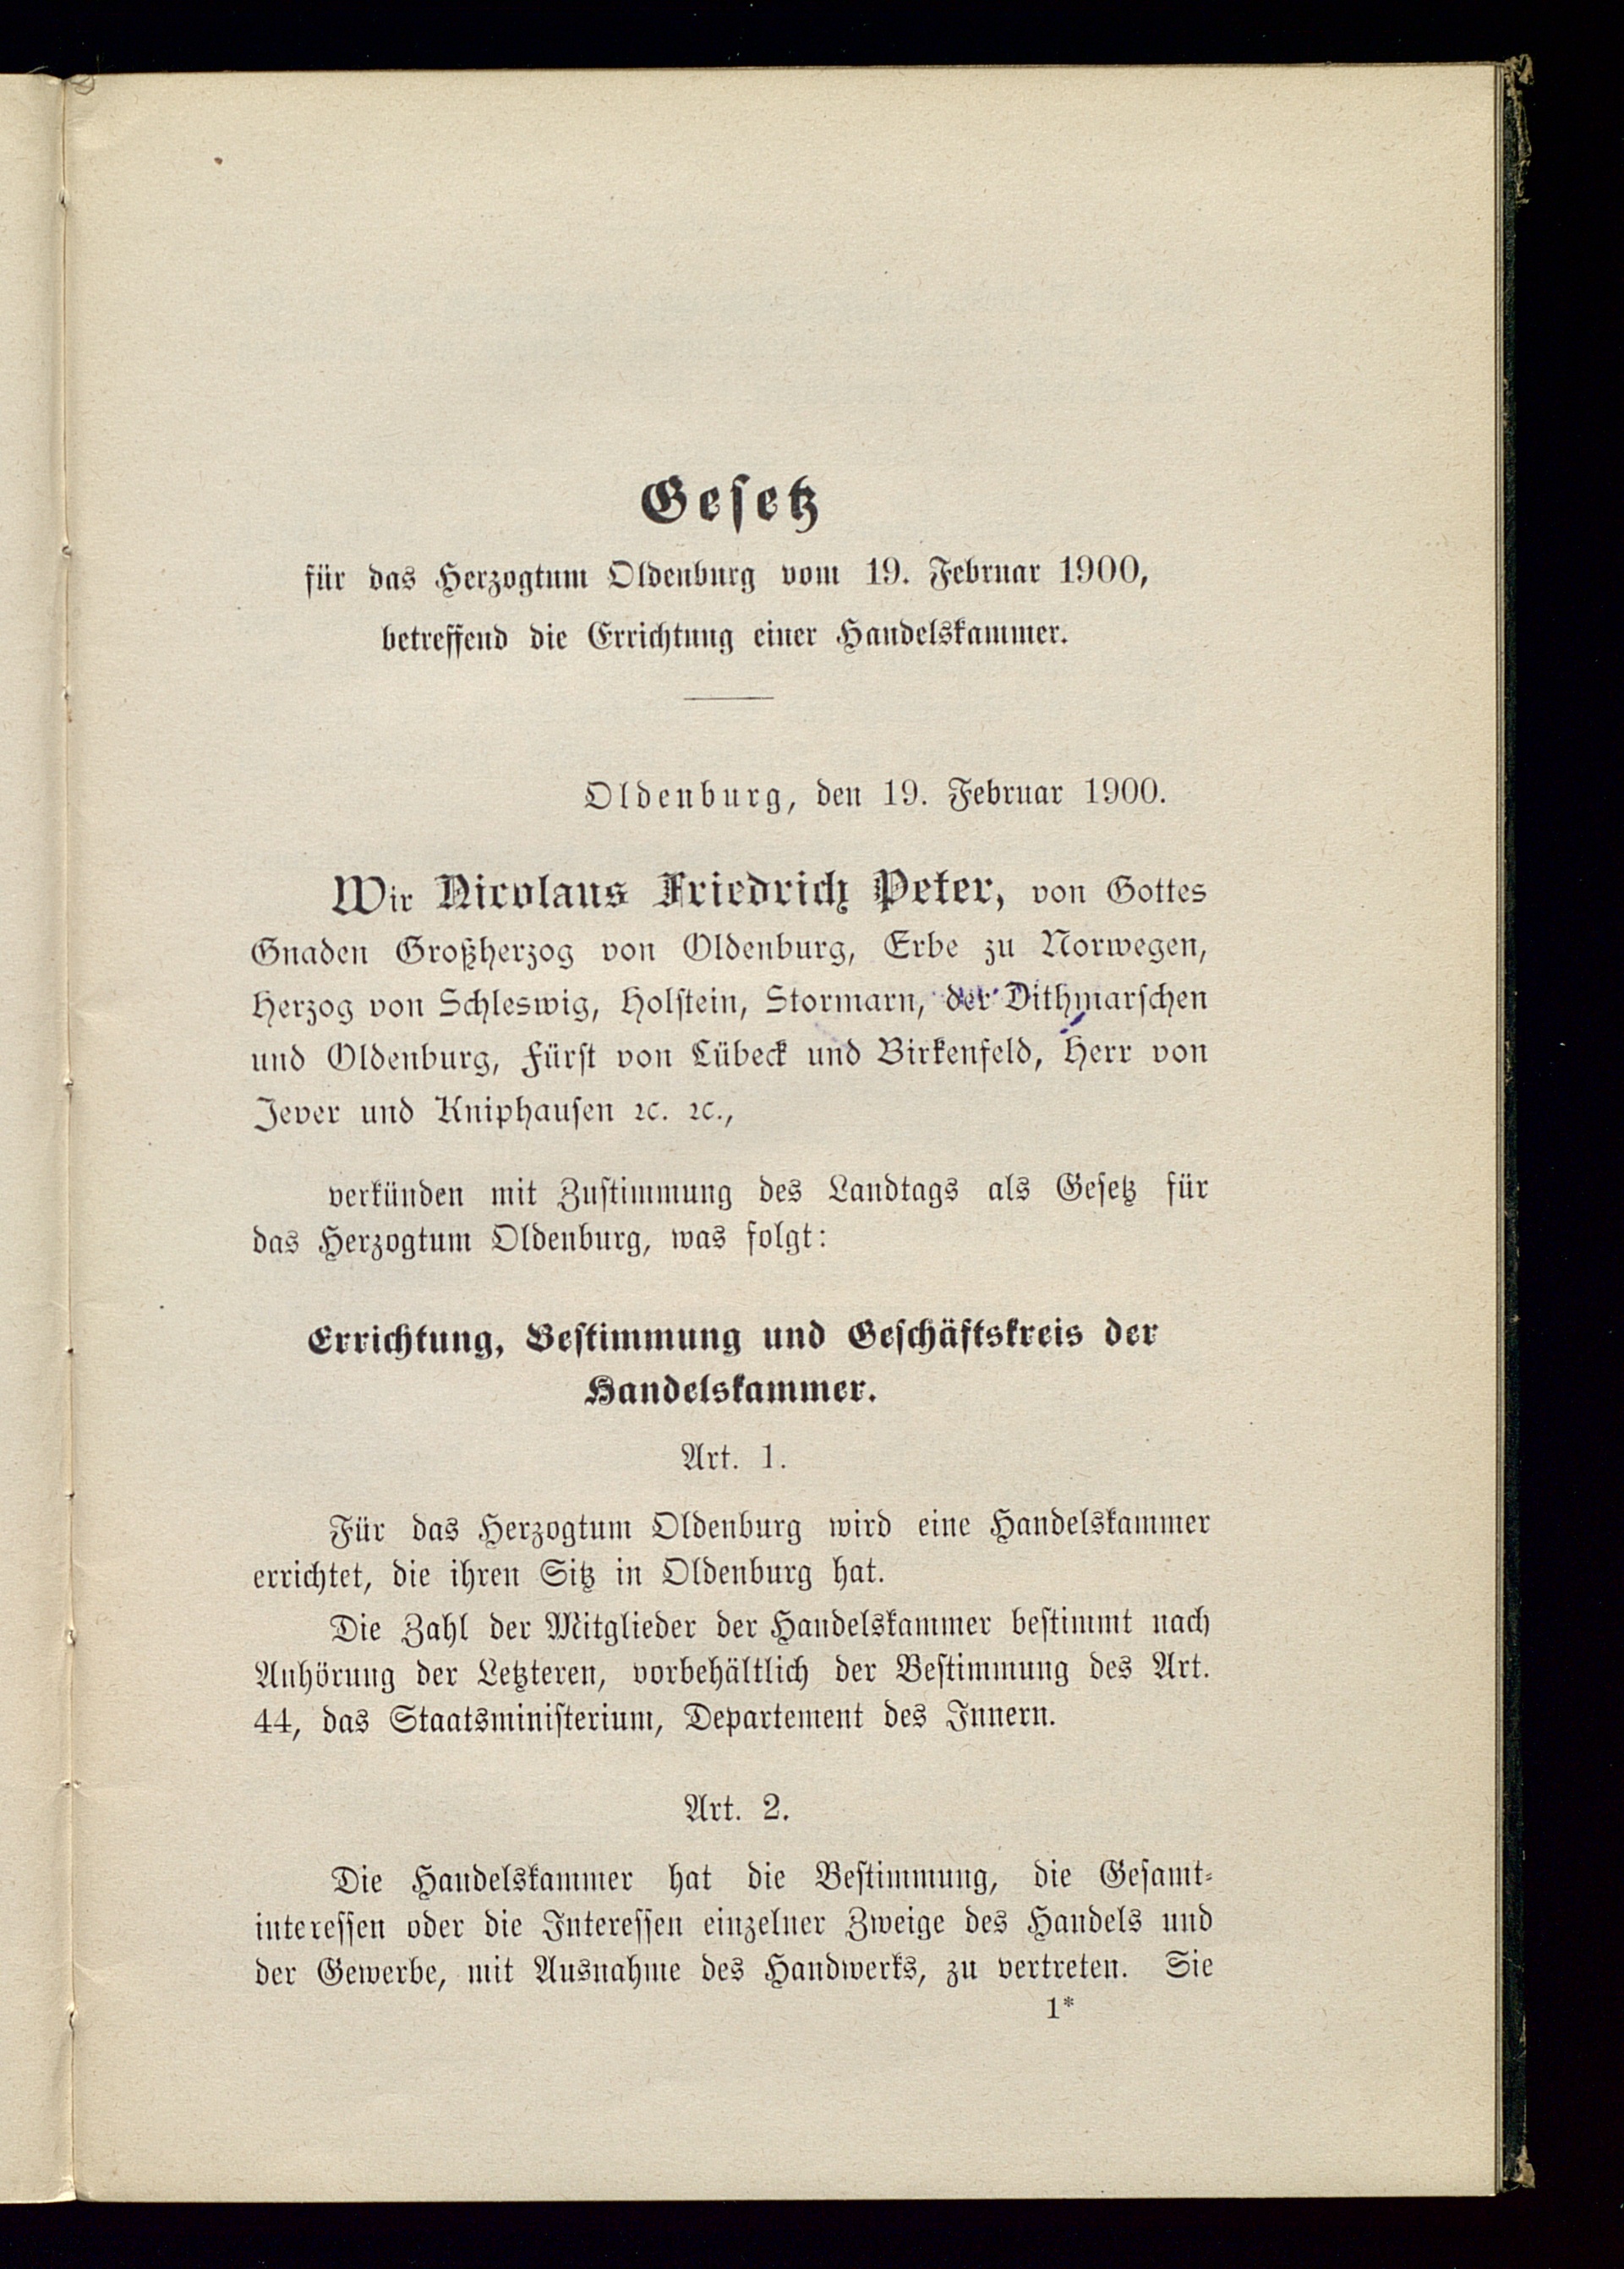 Gesetz
für das Herzogtum Oldenburg vom 19. Februar 1900,
betreffend die Errichtung einer Handelskammer.
Oldenburg, den 19. Februar 1900.
Wir Nicolaus Friedrich Peter, von Gottes
Gnaden Großherzog von Oldenburg, Erbe zu Norwegen,
Herzog von Schleswig, Holstein, Stormarn, der Dithmarschen
und Oldenburg, Fürst von Lübeck und Birkenfeld, Herr von
Jever und Kniphausen ꝛc. ꝛc.,
verkünden mit Zustimmung des Landtags als Gesetz für
das Herzogtum Oldenburg, was folgt:
Errichtung, Bestimmung und Geschäftskreis der
Handelskammer.
Art. 1.
Für das Herzogtum Oldenburg wird eine Handelskammer
errichtet, die ihren Sitz in Oldenburg hat.
Die Zahl der Mitglieder der Handelskammer bestimmt nach
Anhörung der Letzteren, vorbehältlich der Bestimmung des Art.
44, das Staatsministerium, Departement des Innern.
Art. 2.
Die Handelskammer hat die Bestimmung, die Gesamt-
interessen oder die Interessen einzelner Zweige des Handels und
der Gewerbe, mit Ausnahme des Handwerks, zu vertreten. Sie
1*